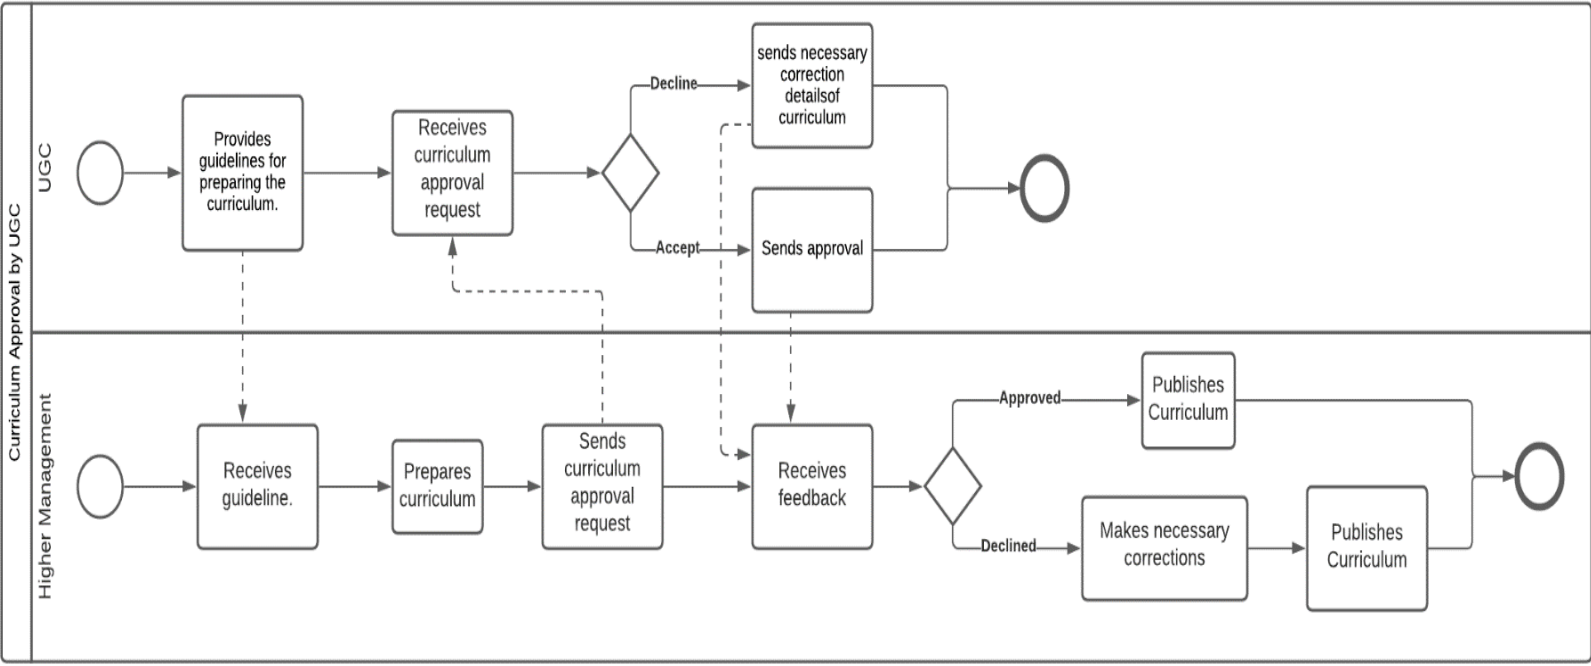 Curriculum Approval by UGC
UGC
Provides
guidelines for
preparing the
curriculum.
Receives
curriculum
approval
request
Decline
Accept
sends necessary
correction
detailsof
curriculum
Sends approval
Higher Management
Receives
guideline.
Prepares
curriculum
Sends
curriculum
approval
request
Receives
feedback
Approved
Declined
Publishes
Curriculum
Makes necessary
corrections
Publishes
Curriculum